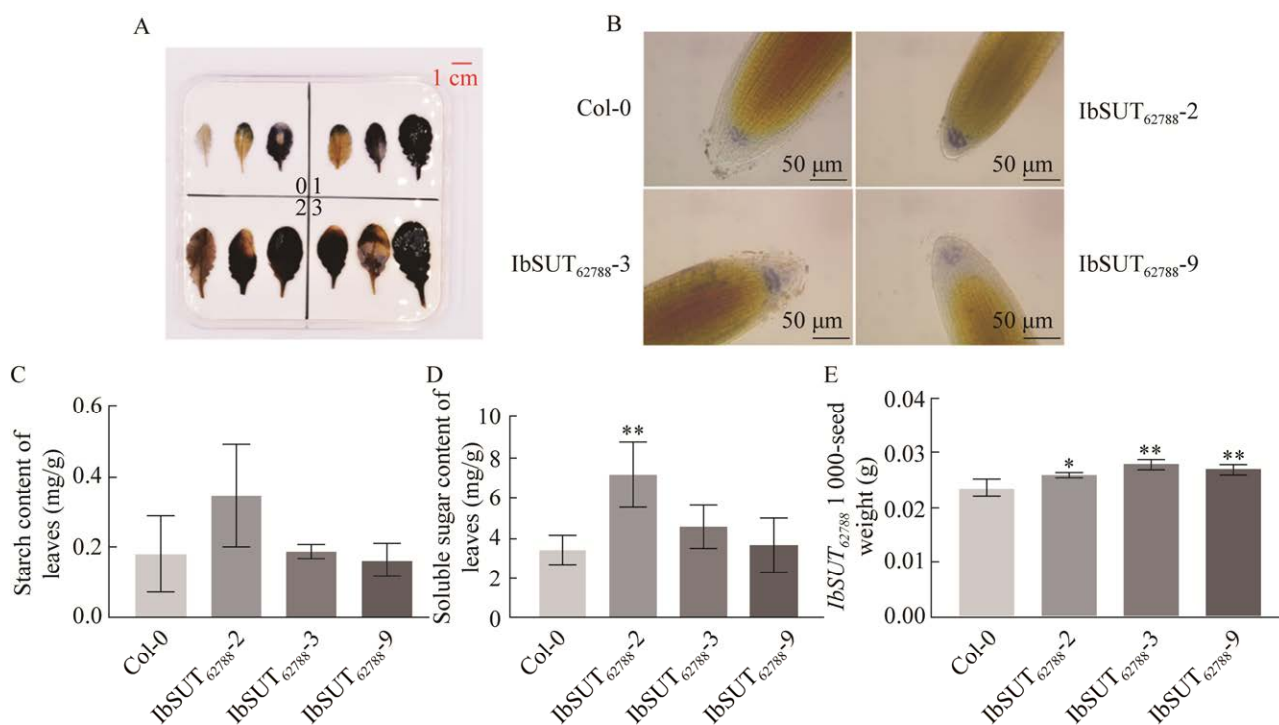 A
1 cm
0 1
2 3
B
Col-0
50 μm
50 μm
IbSUT62788-2
IbSUT62788-3
50 μm
50 μm
IbSUT62788-9
C
Starch content of
leaves (mg/g)
0.6
0.4
0.2
0.0
Col-0
IbSUT62788-2
IbSUT62788-3
IbSUT62788-9
D
Soluble sugar content of
leaves (mg/g)
10
8
6
4
2
0
**
Col-0
IbSUT62788-2
IbSUT62788-3
IbSUT62788-9
E
IbSUT62788 1 000-seed
weight (g)
0.04
0.03
0.02
0.01
0.00
*
**
**
Col-0
IbSUT62788-2
IbSUT62788-3
IbSUT62788-9